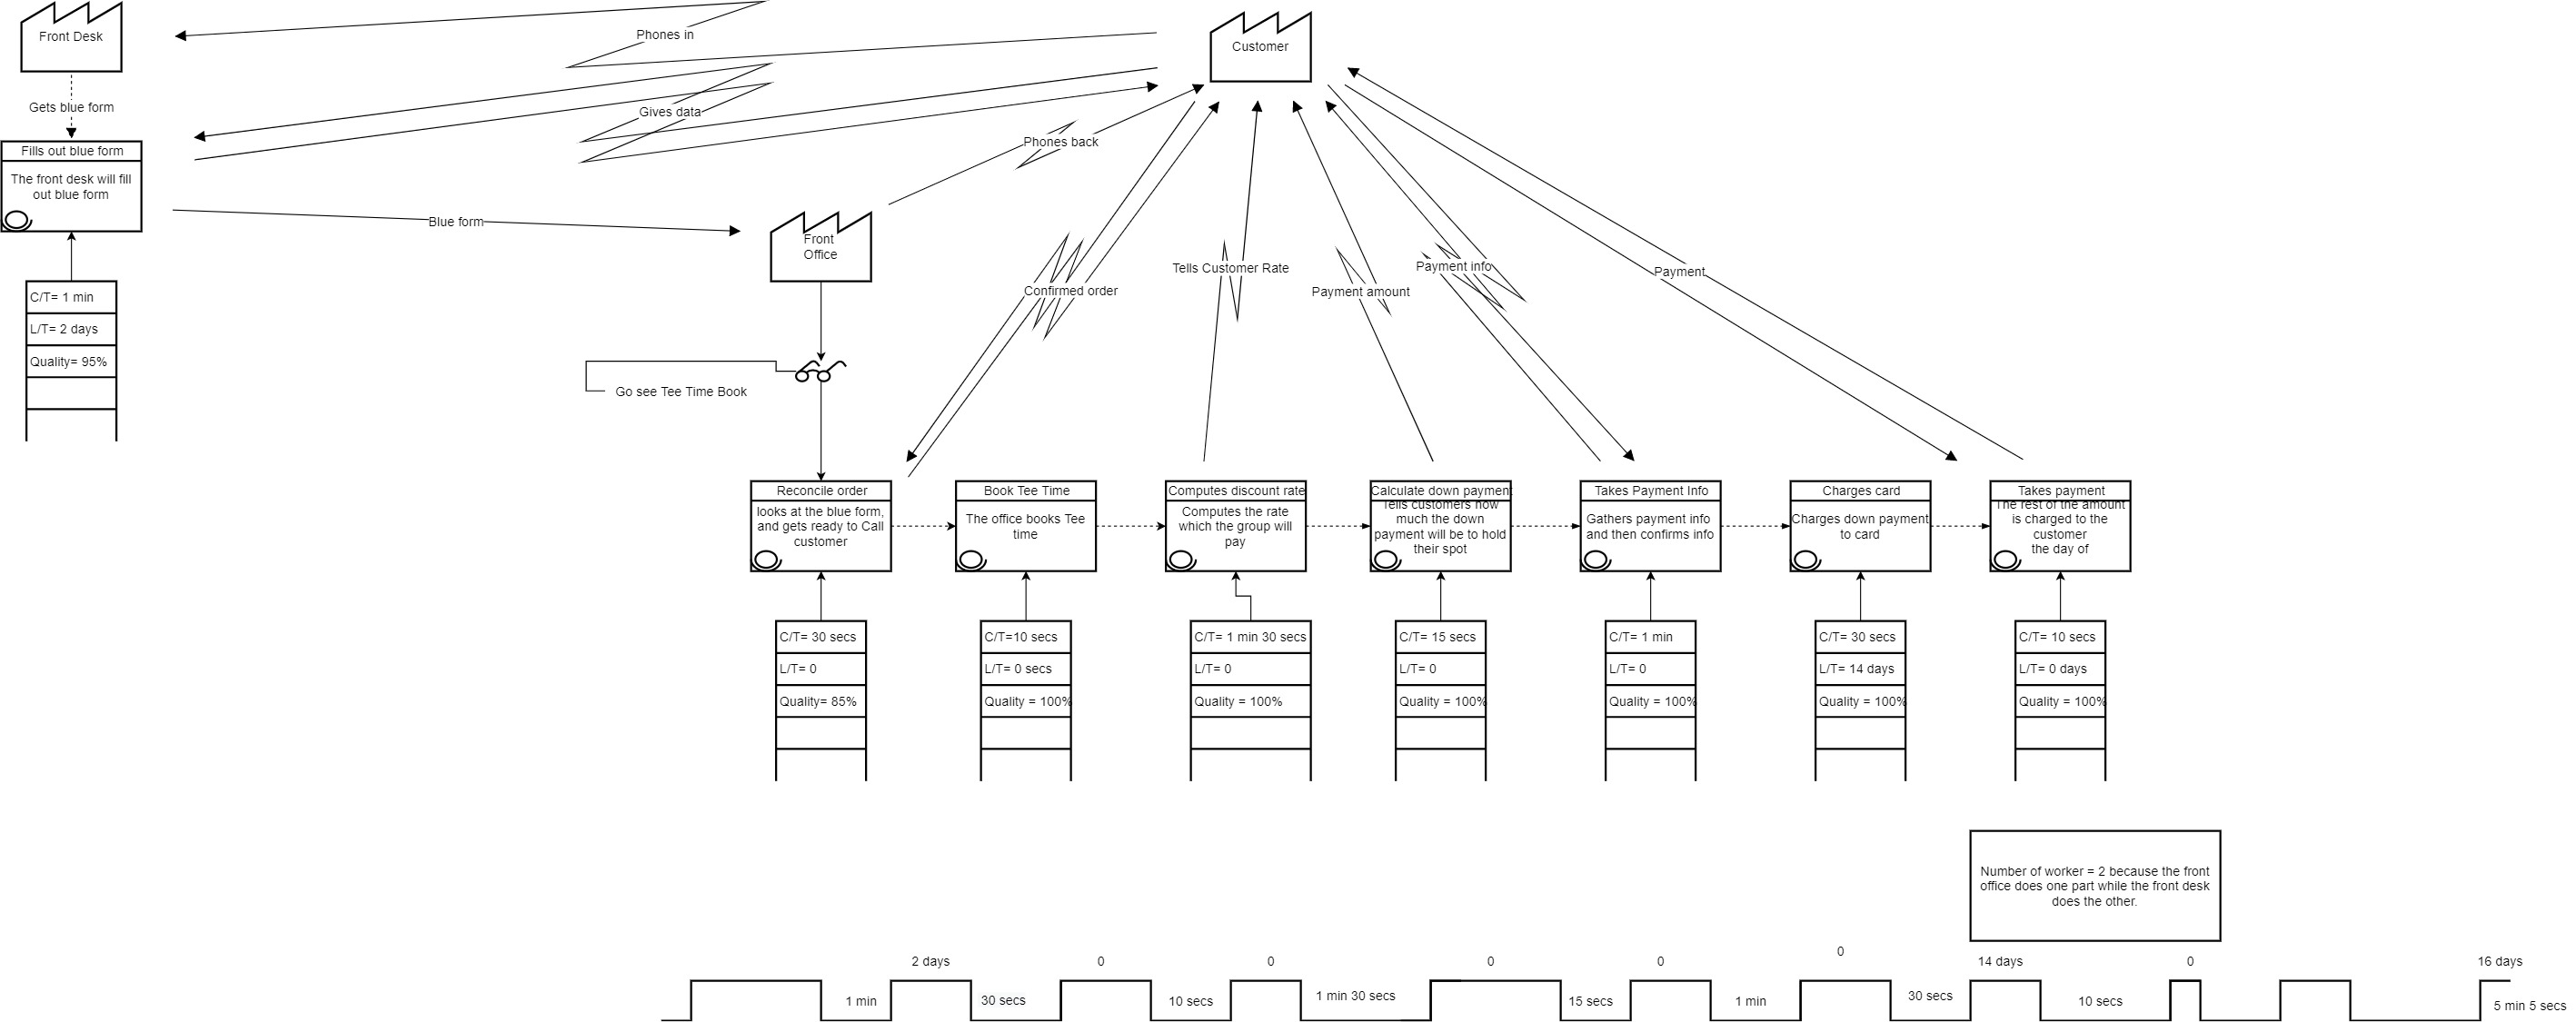 Front Desk
Phones in
Customer
Gets blue form
Gives data
Phones back
Fills out blue form
The front desk will fill
out blue form
Blue form
Front
Office
C/T= 1 min
L/T= 2 days
Quality= 95%
Confirmed order
Tells Customer Rate
Payment amount
Payment info
Payment
Go see Tee Time Book
Reconcile order
looks at the blue form,
and gets ready to Call
customer
Book Tee Time
The office books Tee
time
Computes discount rate
Computes the rate
which the group will
pay
Calculate down payment
Tells customers how
much the down
payment will be to hold
their spot
Takes Payment Info
Gathers payment info
and then confirms info
Charges card
Charges down payment
to card
Takes payment
The rest of the amount
is charged to the
customer
the day of
C/T= 30 secs
L/T= 0
Quality= 85%
C/T=10 secs
L/T= 0 secs
Quality = 100%
C/T= 1 min 30 secs
L/T= 0
Quality = 100%
C/T= 15 secs
L/T= 0
Quality = 100%
C/T= 1 min
L/T= 0
Quality = 100%
C/T= 30 secs
L/T= 14 days
Quality = 100%
C/T= 10 secs
L/T= 0 days
Quality = 100%
Number of worker = 2 because the front
office does one part while the front desk
does the other.
2 days
0
0
0
0
0
14 days
0
16 days
1 min
30 secs
10 secs
1 min 30 secs
15 secs
1 min
30 secs
10 secs
5 min 5 secs